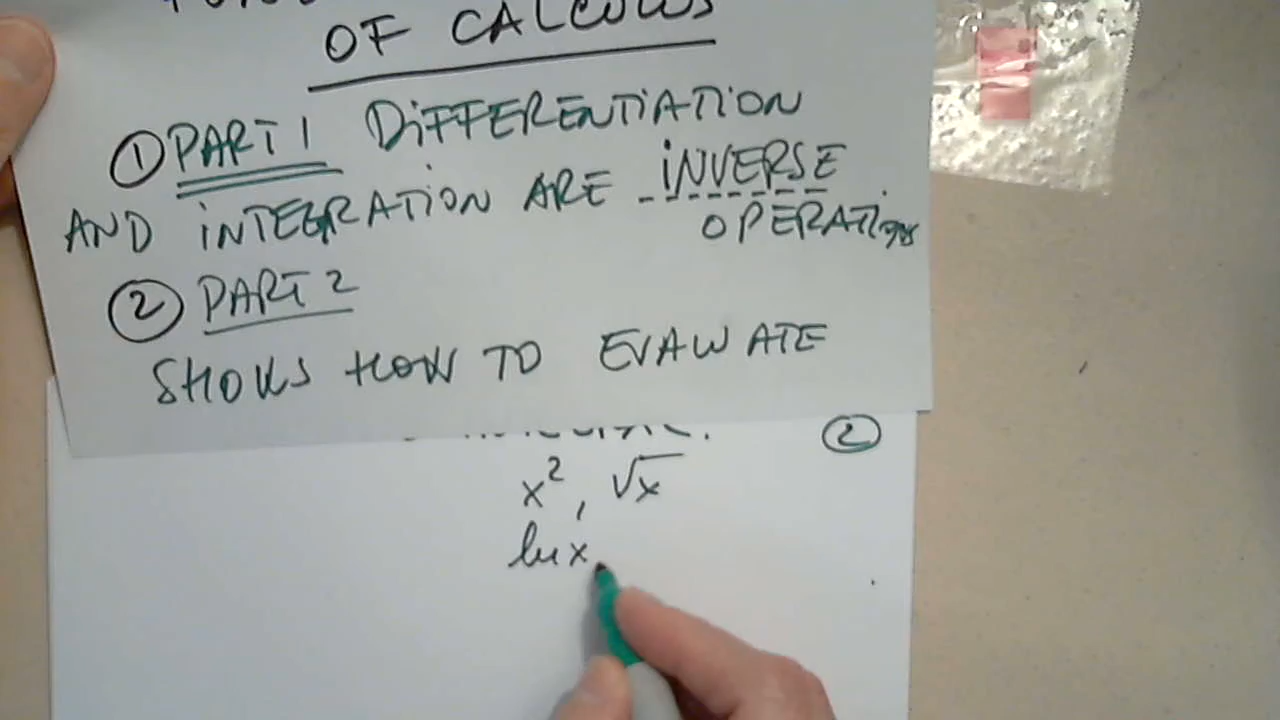 OF CALCULUS
① PART 1 DiFFERENTiATiON
AND iNTEGRATiON ARE iNVERSE
OPERATiONS
② PART 2
SHOWS HOW TO EVALUATE
②
x², √x
ln x